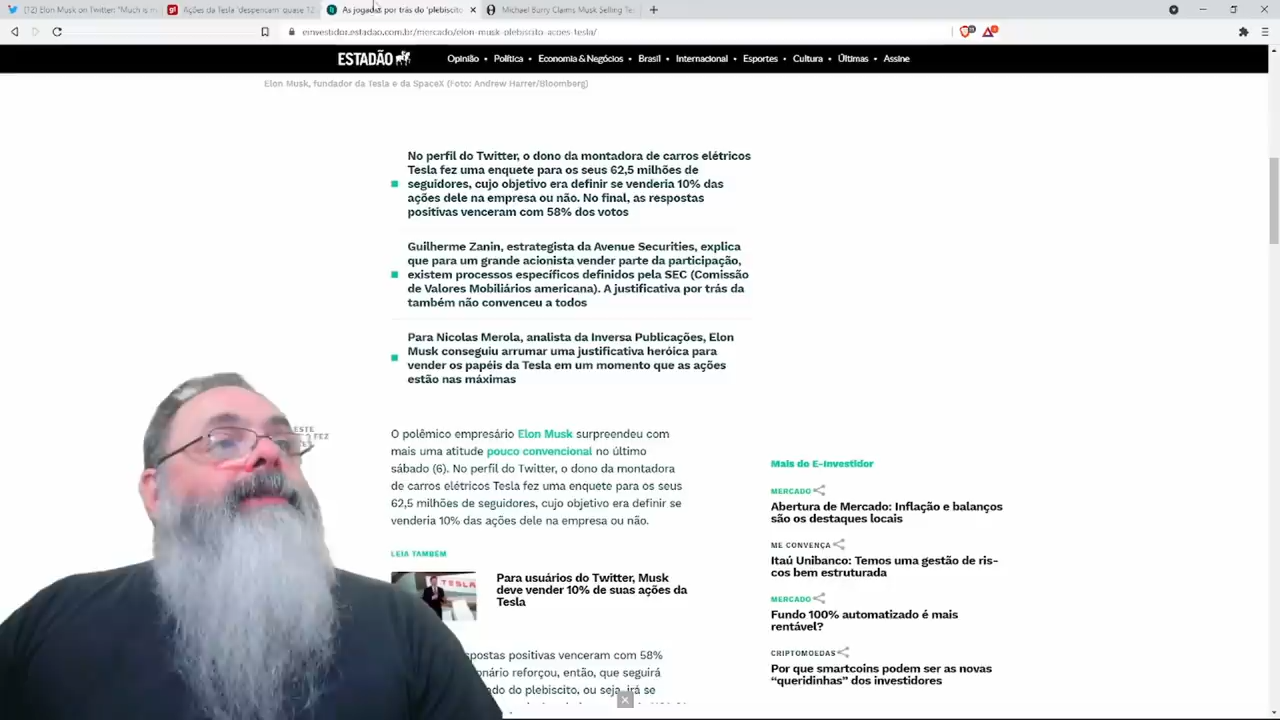 (12) Elon Musk on Twitter: "Much is m
Ações da Tesla 'despencam' quase 12
As jogadas por trás do 'plebiscito
Michael Burry Claims Musk Selling Te
einvestidor.estadao.com.br/mercado/elon-musk-plebiscito-acoes-tesla/
ESTADÃO
Opinião • Política • Economia & Negócios • Brasil • Internacional • Esportes • Cultura • Últimas • Assine
Elon Musk, fundador da Tesla e da SpaceX (Foto: Andrew Harrer/Bloomberg)
No perfil do Twitter, o dono da montadora de carros elétricos
Tesla fez uma enquete para os seus 62,5 milhões de
seguidores, cujo objetivo era definir se venderia 10% das
ações dele na empresa ou não. No final, as respostas
positivas venceram com 58% dos votos
Guilherme Zanin, estrategista da Avenue Securities, explica
que para um grande acionista vender parte da participação,
existem processos específicos definidos pela SEC (Comissão
de Valores Mobiliários americana). A justificativa por trás da
também não convenceu a todos
Para Nicolas Merola, analista da Inversa Publicações, Elon
Musk conseguiu arrumar uma justificativa heróica para
vender os papéis da Tesla em um momento que as ações
estão nas máximas
ESTE
FEZ
O polêmico empresário Elon Musk surpreendeu com
mais uma atitude pouco convencional no último
sábado (6). No perfil do Twitter, o dono da montadora
de carros elétricos Tesla fez uma enquete para os seus
62,5 milhões de seguidores, cujo objetivo era definir se
venderia 10% das ações dele na empresa ou não.
LEIA TAMBÉM
TESLA
Para usuários do Twitter, Musk
deve vender 10% de suas ações da
Tesla
spostas positivas venceram com 58%
onário reforçou, então, que seguirá
ado do plebiscito, ou seja, irá se
Mais do E-Investidor
MERCADO
Abertura de Mercado: Inflação e balanços
são os destaques locais
ME CONVENÇA
Itaú Unibanco: Temos uma gestão de ris-
cos bem estruturada
MERCADO
Fundo 100% automatizado é mais
rentável?
CRIPTOMOEDAS
Por que smartcoins podem ser as novas
"queridinhas" dos investidores